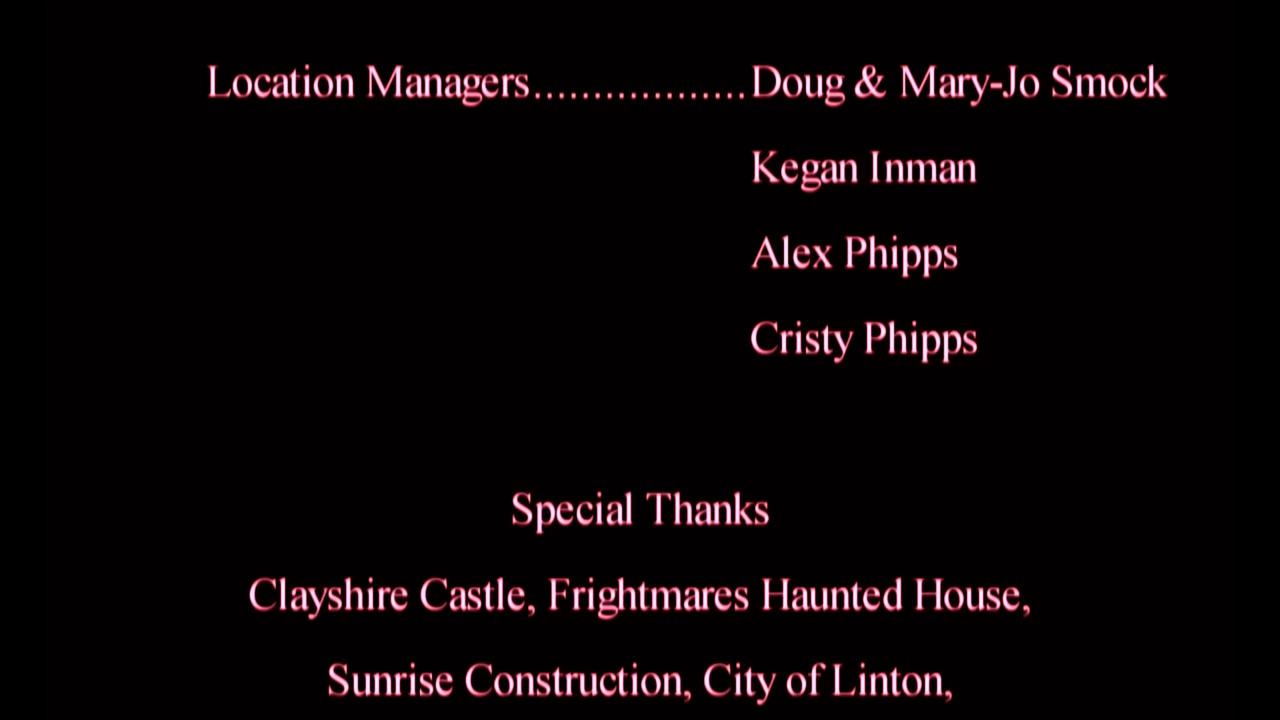 Location Managers..................Doug & Mary-Jo Smock
Kegan Inman
Alex Phipps
Cristy Phipps
Special Thanks
Clayshire Castle, Frightmares Haunted House,
Sunrise Construction, City of Linton,